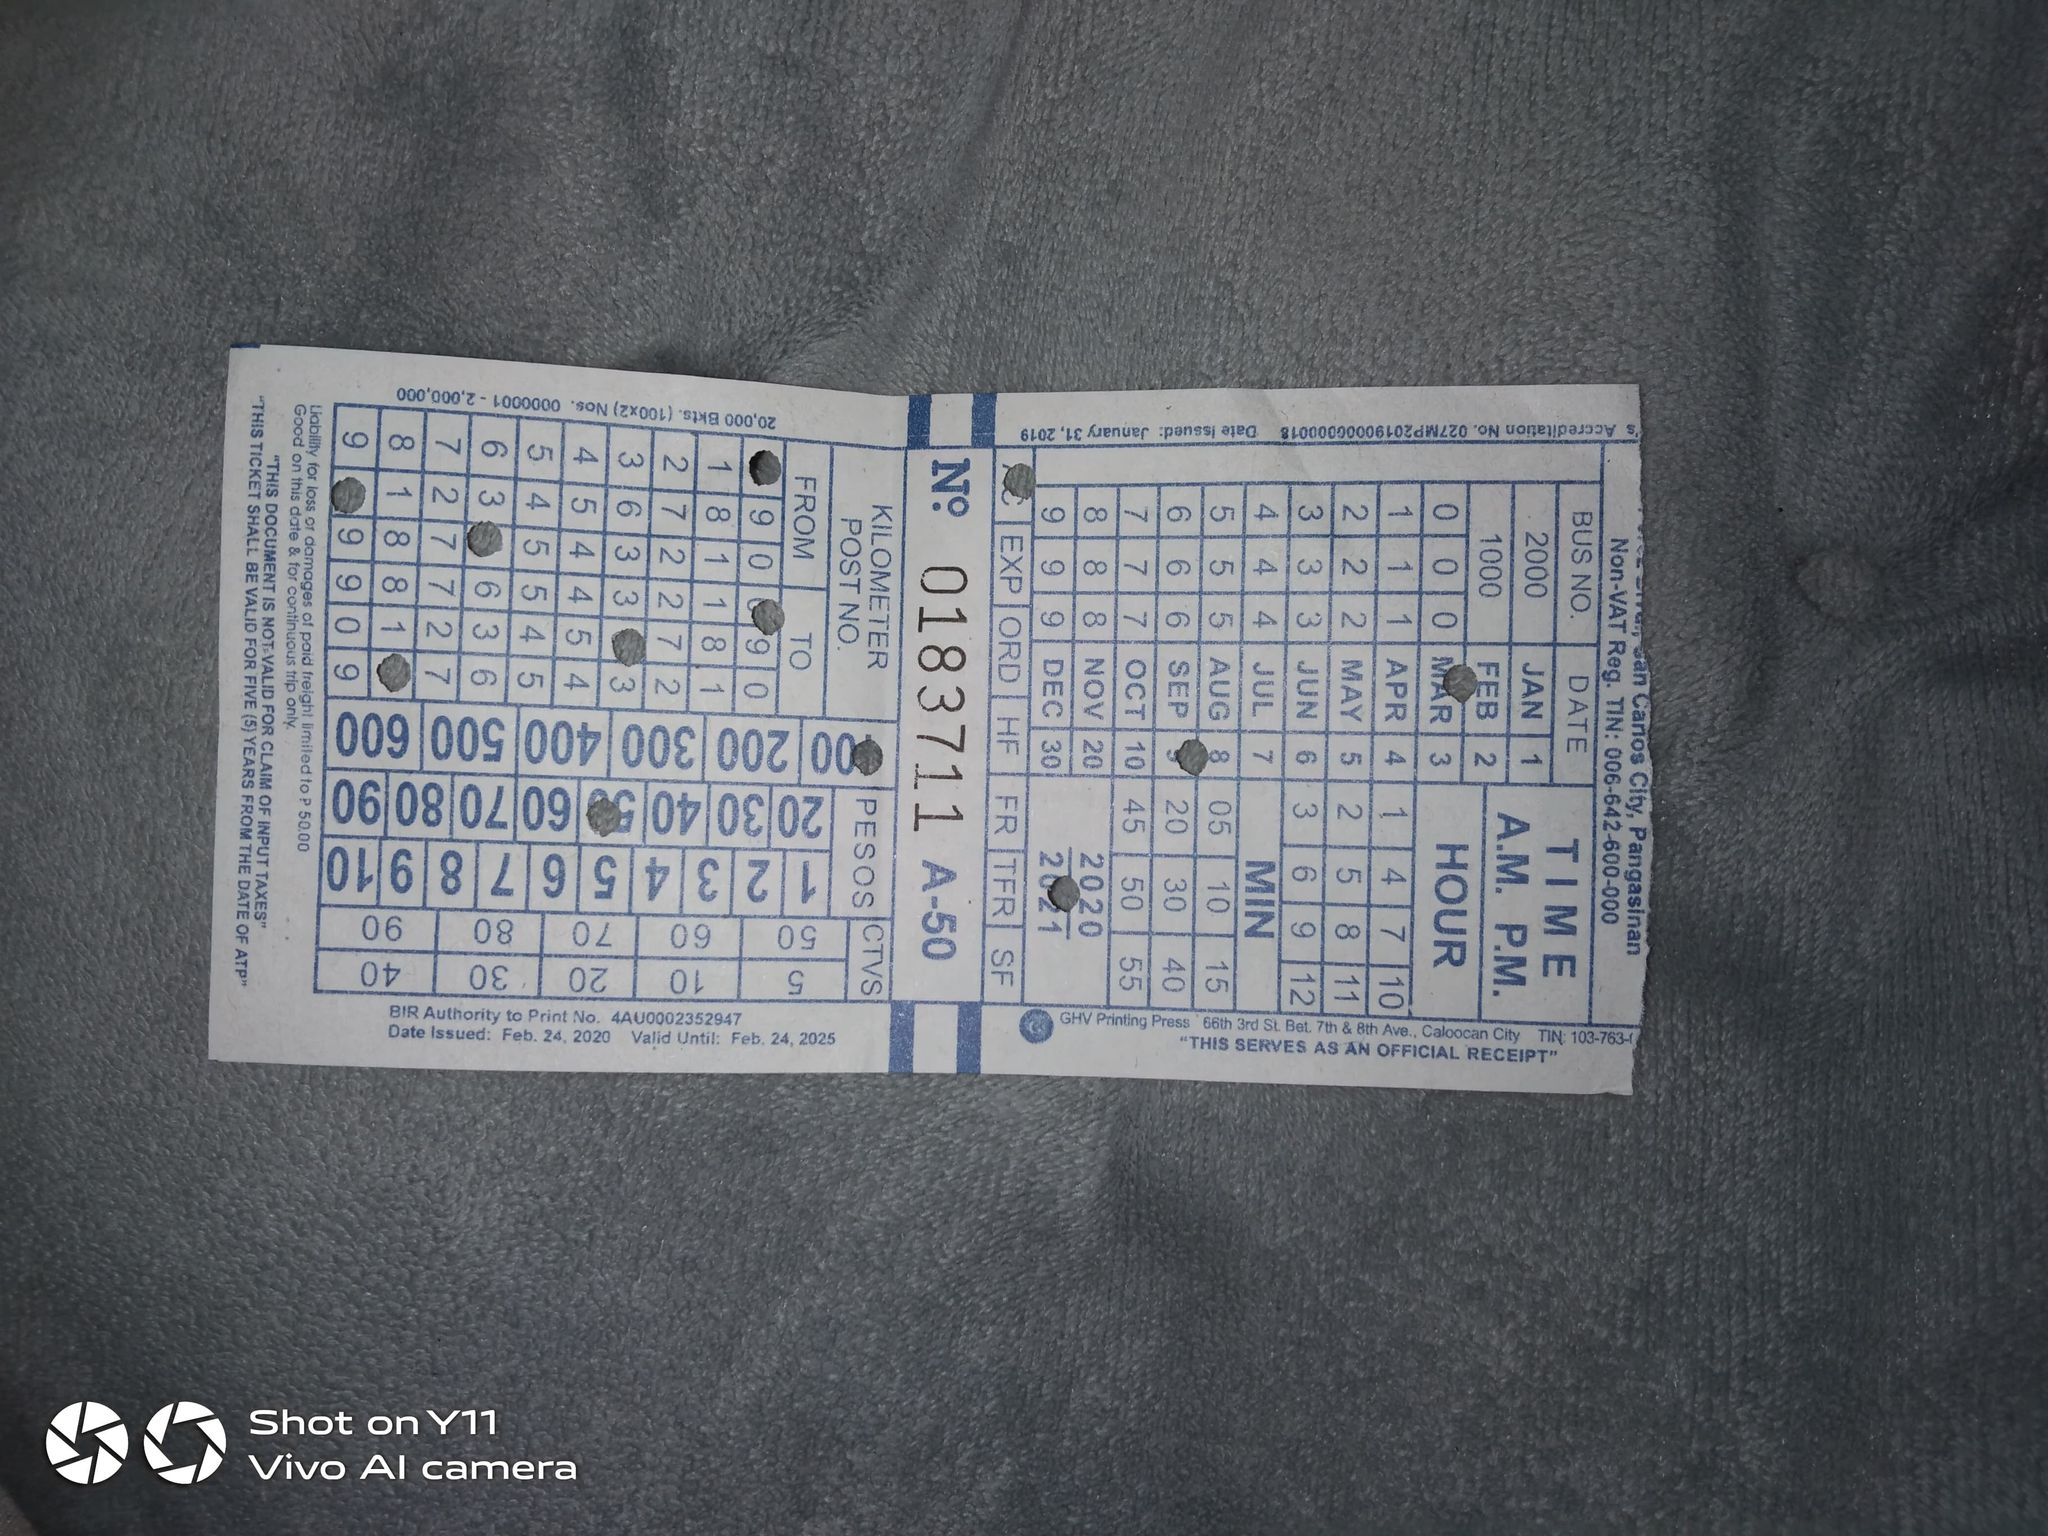 San Carlos City, Pangasinan
Non-VAT Reg. TIN: 006-642-600-000
BUS NO. DATE TIME
2000 JAN 1 A.M. P.M.
1000 FEB 2
0 0 0 MAR 3 HOUR
1 1 1 APR 4 1 4 7 10
2 2 2 MAY 5 2 5 8 11
3 3 3 JUN 6 3 6 9 12
4 4 4 JUL 7 MIN
5 5 5 AUG 8 05 10 15
6 6 6 SEP 20 30 40
7 7 7 OCT 10 45 50 55
8 8 8 NOV 20 2020
9 9 9 DEC 30 2021
EXP ORD HF FR TFR SF
Accreditation No. 027MP20190000000018 Date Issued: January 31, 2019
GHV Printing Press 66th 3rd St. Bet. 7th & 8th Ave., Caloocan City TIN: 103-763-
"THIS SERVES AS AN OFFICIAL RECEIPT"
No. 0183711 A-50
KILOMETER
POST NO.
FROM TO
PESOS CTVS
9 0 9 0
1 8 1 1 8 1
2 7 2 2 7 2
3 6 3 3 3
4 5 4 4 5 4
5 4 5 5 4 5
6 3 6 3 6
7 2 7 7 2 7
8 1 8 8 1
9 9 9 0 9
200 300 400 500 600
20 30 40 60 70 80 90
1 2 3 4 5 6 7 8 9 10
50 60 70 80 90
5 10 20 30 40
20,000 Bkts. (100x2) Nos. 0000001 - 2,000,000
BIR Authority to Print No. 4AU0002352947
Date Issued: Feb. 24, 2020 Valid Until: Feb. 24, 2025
Liability for loss or damages of paid freight limited to P 50.00
Good on this date & for continuous trip only.
"THIS DOCUMENT IS NOT VALID FOR CLAIM OF INPUT TAXES"
"THIS TICKET SHALL BE VALID FOR FIVE (5) YEARS FROM THE DATE OF ATP"
Shot on Y11
Vivo AI camera